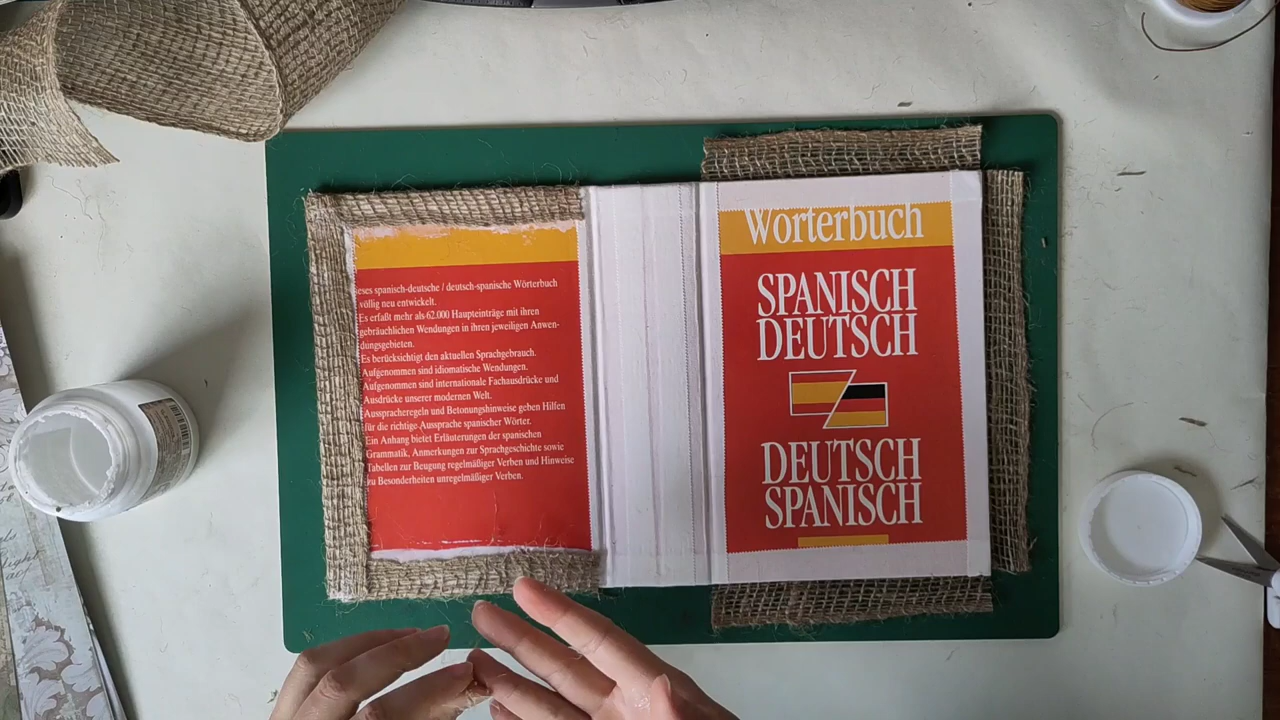 eses spanisch-deutsche / deutsch-spanische Wörterbuch
völlig neu entwickelt.
Es erfaßt mehr als 62.000 Haupteinträge mit ihren
gebräuchlichen Wendungen in ihren jeweiligen Anwen-
dungsgebieten.
Es berücksichtigt den aktuellen Sprachgebrauch.
Aufgenommen sind idiomatische Wendungen.
Aufgenommen sind internationale Fachausdrücke und
Ausdrücke unserer modernen Welt.
Ausspracheregeln und Betonungshinweise geben Hilfen
für die richtige Aussprache spanischer Wörter.
Ein Anhang bietet Erläuterungen der spanischen
Grammatik, Anmerkungen zur Sprachgeschichte sowie
Tabellen zur Beugung regelmäßiger Verben und Hinweise
zu Besonderheiten unregelmäßiger Verben.
Wörterbuch
SPANISCH
DEUTSCH
DEUTSCH
SPANISCH